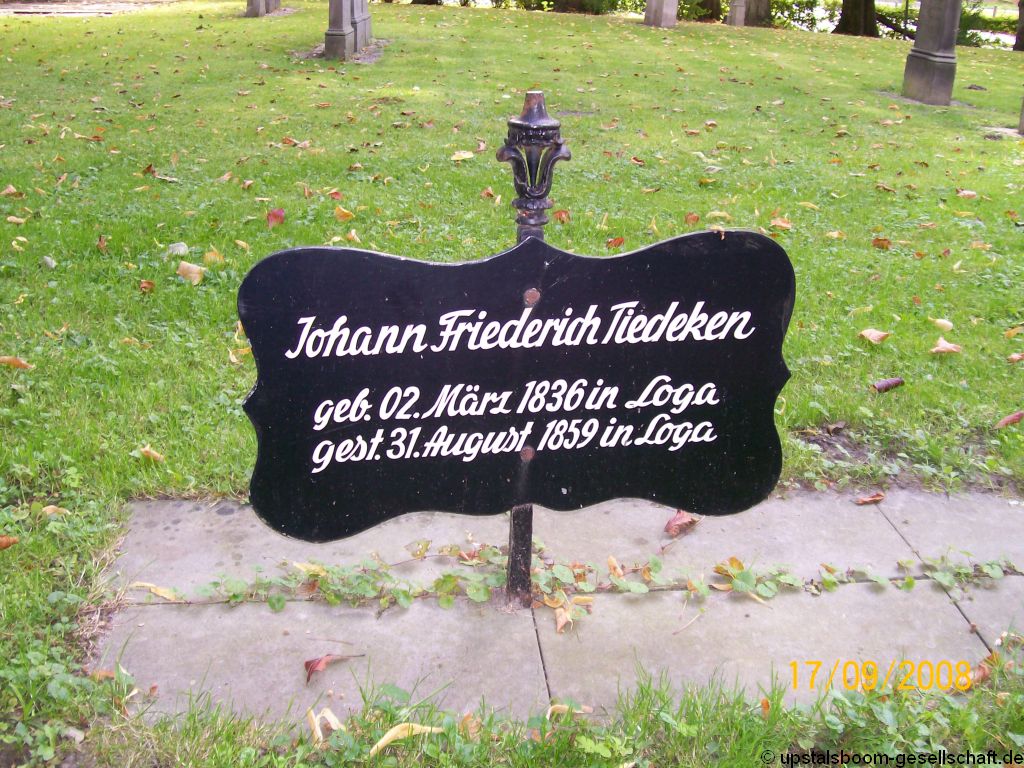 Johann Friederich Tiedeken
geb. 02. März 1836 in Loga
gest. 31. August 1859 in Loga
17/09/2008
© upstalsboom-gesellschaft.de